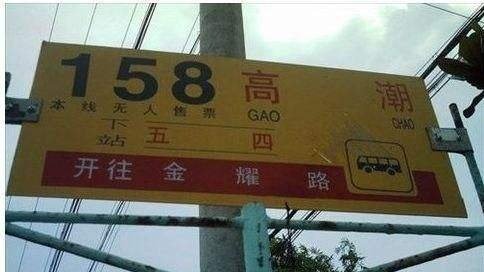 158 高 潮
GAO CHAO
本线无人售票
下站 五 四
开往 金 耀 路